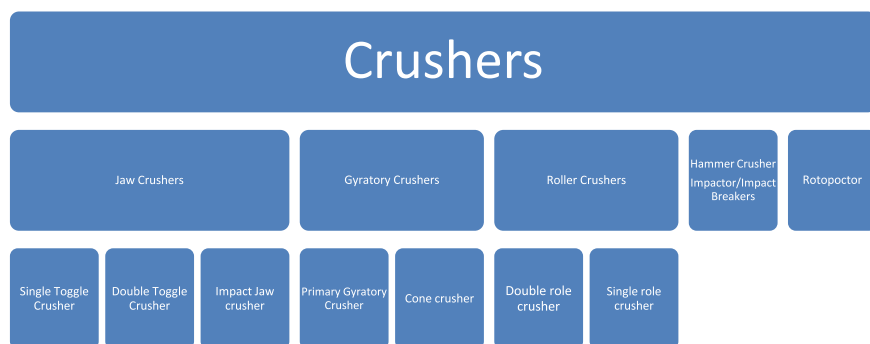 Crushers
Jaw Crushers
Gyratory Crushers
Roller Crushers
Hammer Crusher
Impactor/Impact
Breakers
Rotopoctor
Single Toggle
Crusher
Double Toggle
Crusher
Impact Jaw
crusher
Primary Gyratory
Crusher
Cone crusher
Double role
crusher
Single role
crusher